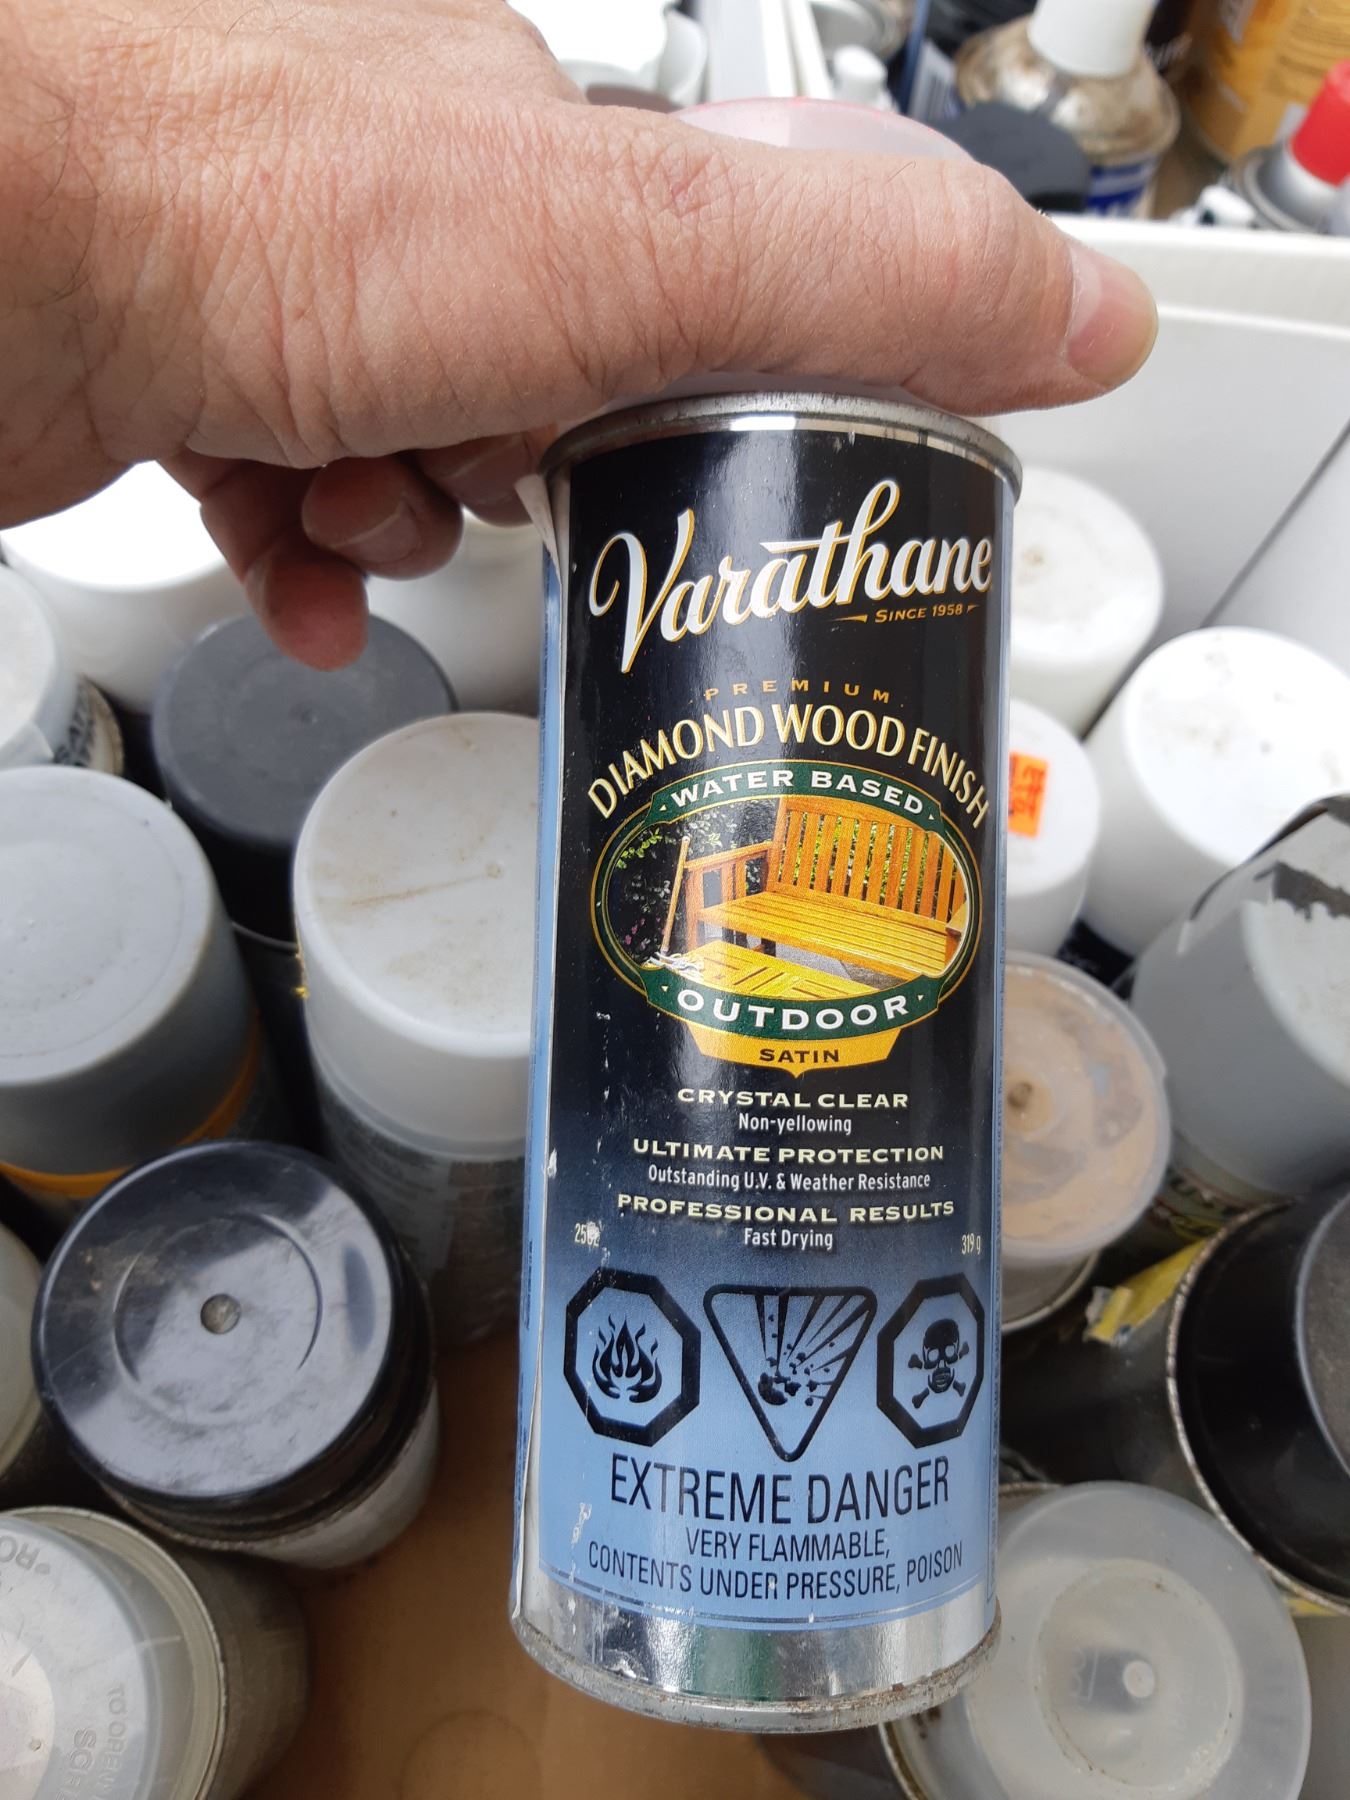 Varathane
SINCE 1958
PREMIUM
DIAMOND WOOD FINISH
WATER BASED
OUTDOOR
SATIN
CRYSTAL CLEAR
Non-yellowing
ULTIMATE PROTECTION
Outstanding U.V. & Weather Resistance
PROFESSIONAL RESULTS
Fast Drying
319 g
EXTREME DANGER
VERY FLAMMABLE,
CONTENTS UNDER PRESSURE, POISON